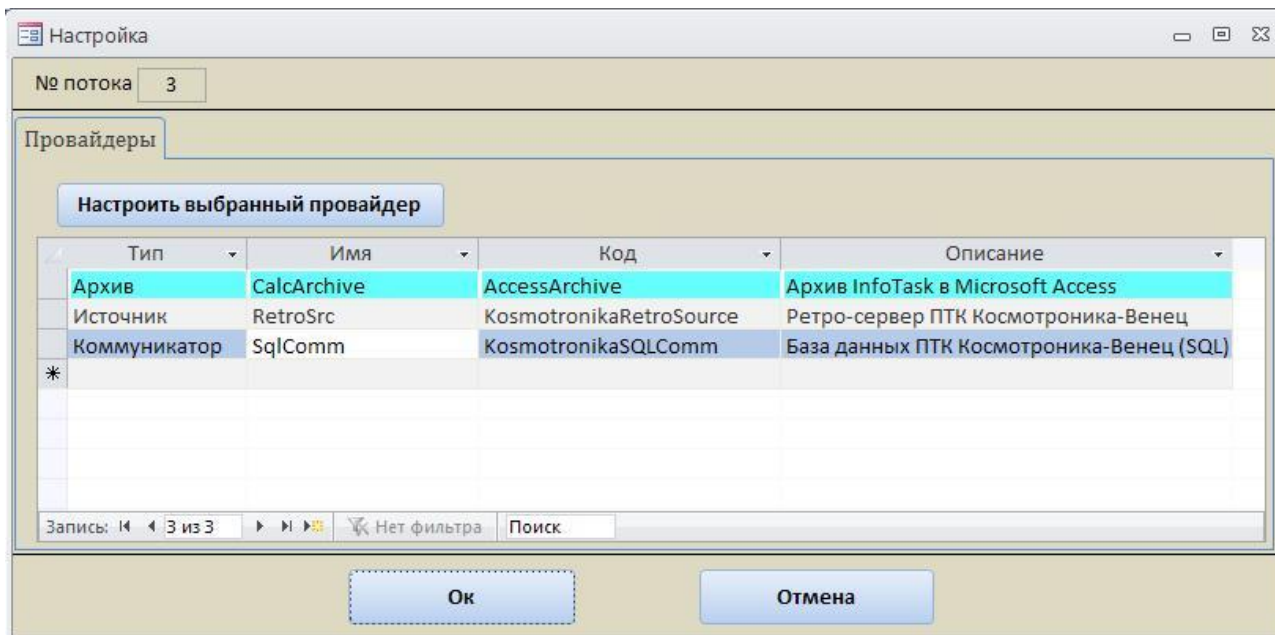 Настройка
№ потока 3
Провайдеры
Настроить выбранный провайдер
Тип Имя Код Описание
Архив CalcArchive AccessArchive Архив InfoTask в Microsoft Access
Источник RetroSrc KosmotronikaRetroSource Ретро-сервер ПТК Космотроника-Венец
Коммуникатор SqlComm KosmotronikaSQLComm База данных ПТК Космотроника-Венец (SQL)
Запись: 3 из 3 Нет фильтра Поиск
Ок Отмена